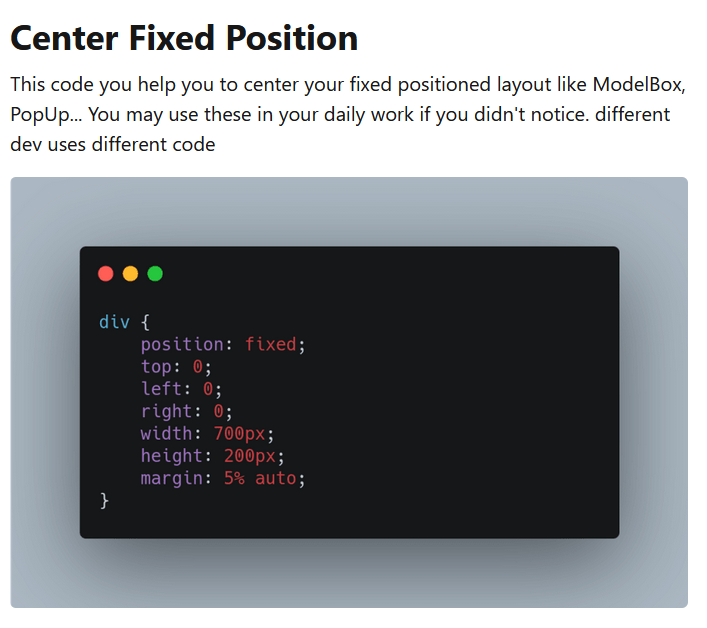 Center Fixed Position
This code you help you to center your fixed positioned layout like ModelBox,
PopUp... You may use these in your daily work if you didn't notice. different
dev uses different code
div {
    position: fixed;
    top: 0;
    left: 0;
    right: 0;
    width: 700px;
    height: 200px;
    margin: 5% auto;
}